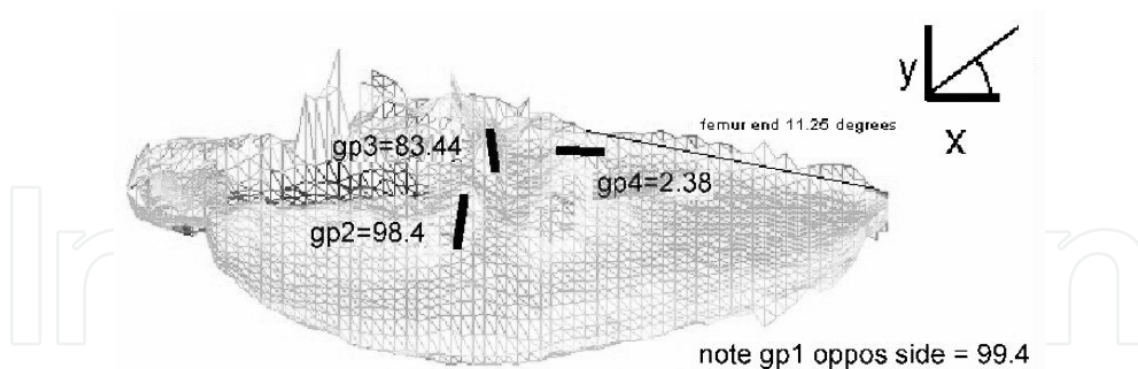 y
femur end 11.25 degrees
x
gp3=83.44
gp4=2.38
gp2=98.4
note gp1 oppos side = 99.4